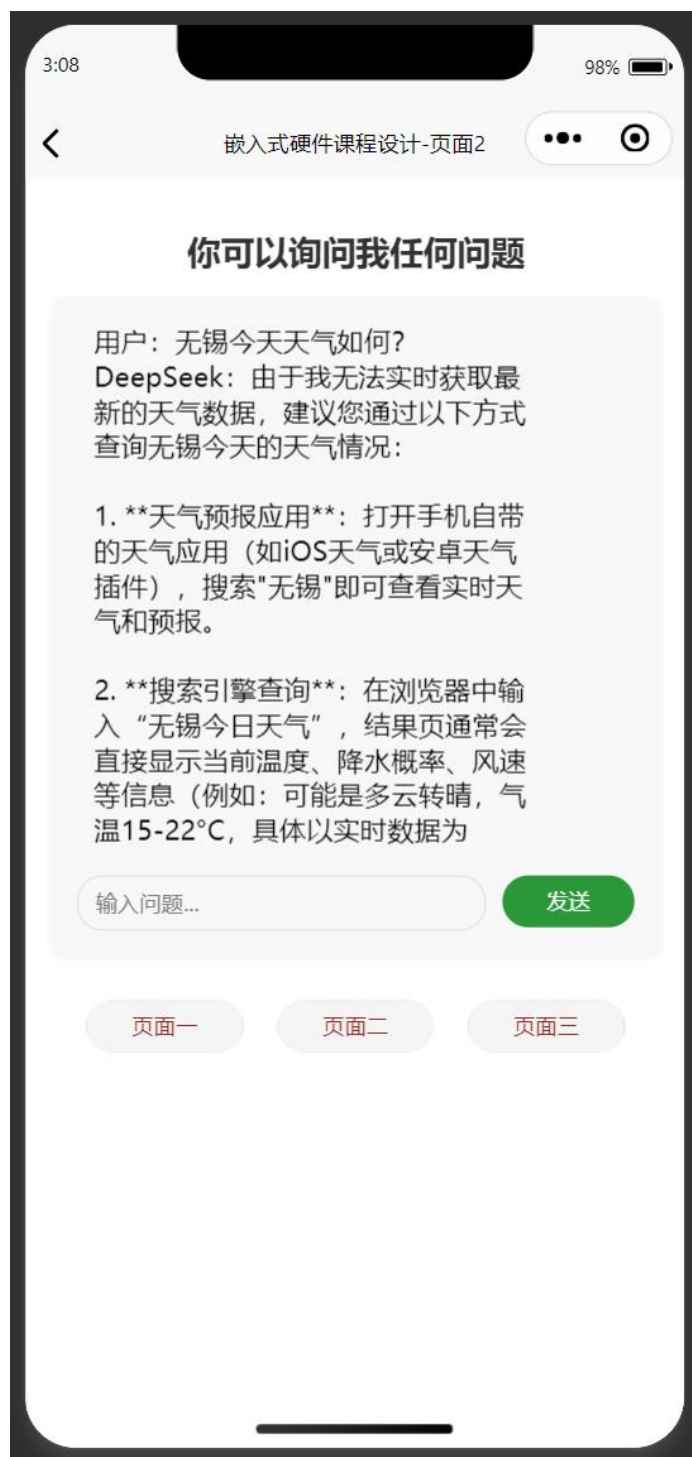 3:08
98%
嵌入式硬件课程设计-页面2
你可以询问我任何问题
用户：无锡今天天气如何？
DeepSeek：由于我无法实时获取最
新的天气数据，建议您通过以下方式
查询无锡今天的天气情况：
1. **天气预报应用**：打开手机自带
的天气应用（如iOS天气或安卓天气
插件），搜索"无锡"即可查看实时天
气和预报。
2. **搜索引擎查询**：在浏览器中输
入“无锡今日天气”，结果页通常会
直接显示当前温度、降水概率、风速
等信息（例如：可能是多云转晴，气
温15-22°C，具体以实时数据为
输入问题...
发送
页面一
页面二
页面三